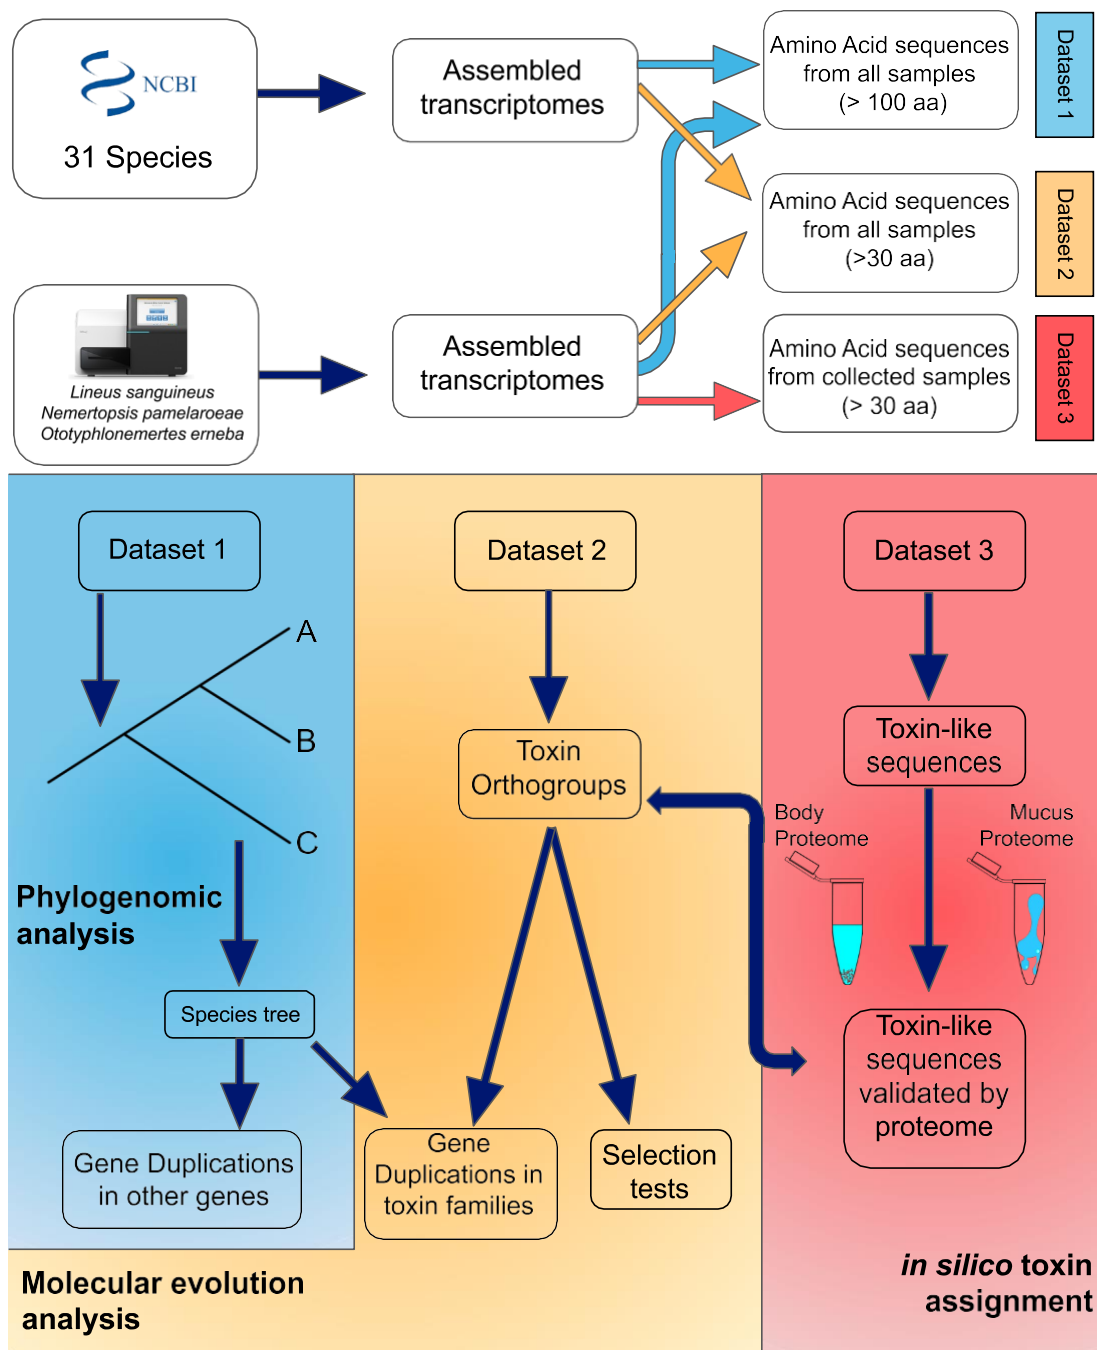 NCBI
31 Species
Assembled
transcriptomes
Amino Acid sequences
from all samples
(> 100 aa)
Dataset 1
Amino Acid sequences
from all samples
(>30 aa)
Dataset 2
Lineus sanguineus
Nemertopsis pamelaroeae
Ototyphlonemertes erneba
Assembled
transcriptomes
Amino Acid sequences
from collected samples
(> 30 aa)
Dataset 3
Dataset 1
A
B
C
Phylogenomic
analysis
Species tree
Gene Duplications
in other genes
Dataset 2
Toxin
Orthogroups
Gene
Duplications in
toxin families
Selection
tests
Molecular evolution
analysis
Dataset 3
Toxin-like
sequences
Body
Proteome
Mucus
Proteome
Toxin-like
sequences
validated by
proteome
in silico toxin
assignment